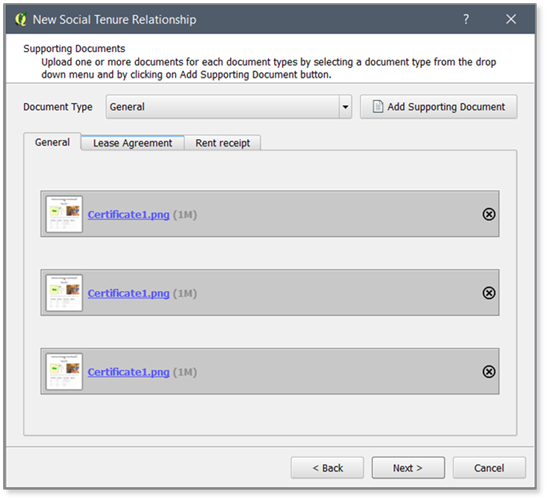 New Social Tenure Relationship
Supporting Documents
Upload one or more documents for each document types by selecting a document type from the drop
down menu and by clicking on Add Supporting Document button.
Document Type General Add Supporting Document
General Lease Agreement Rent receipt
Certificate1.png (1M)
Certificate1.png (1M)
Certificate1.png (1M)
< Back Next > Cancel